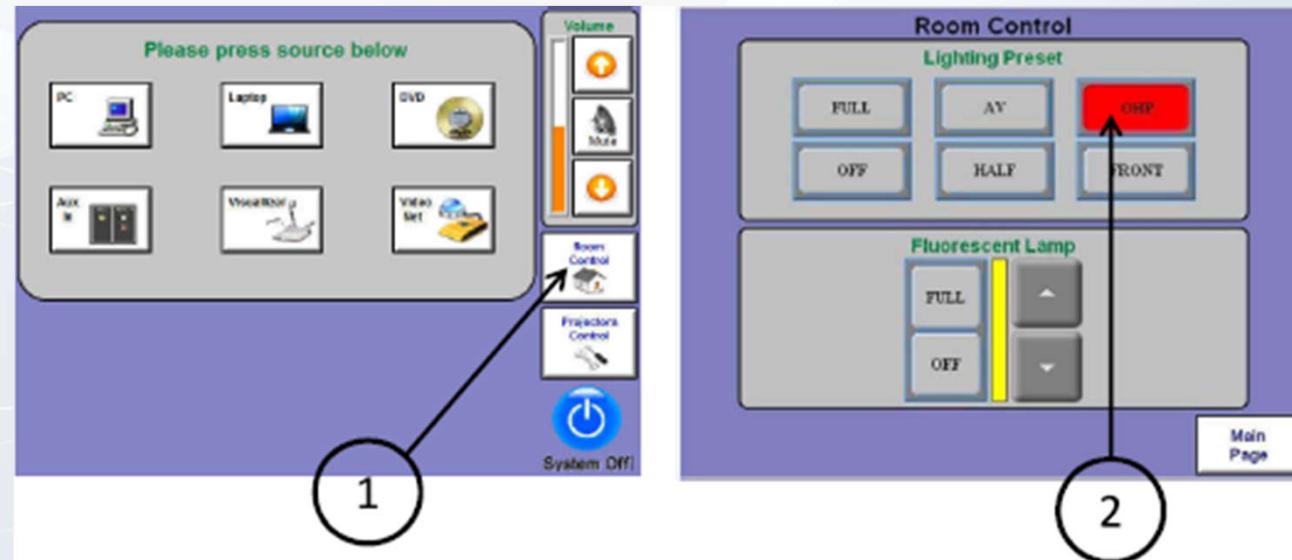 Please press source below
PC
Laptop
DVD
Aux
In
Visualizer
Video
Net
Volume
Mute
Room
Control
Projectors
Control
System Off
1
Room Control
Lighting Preset
FULL
AV
OHP
OFF
HALF
FRONT
Fluorescent Lamp
FULL
OFF
Main
Page
2